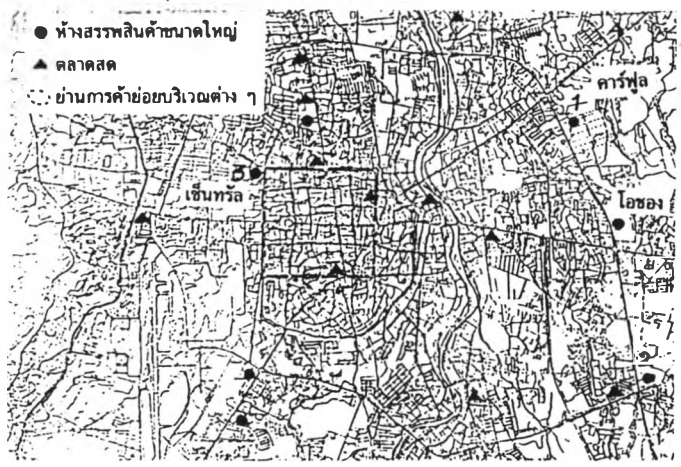 ห้างสรรพสินค้าขนาดใหญ่
ตลาดสด
ย่านการค้าย่อยบริเวณต่าง ๆ
คาร์ฟูล
เซ็นทรัล
โอชอง